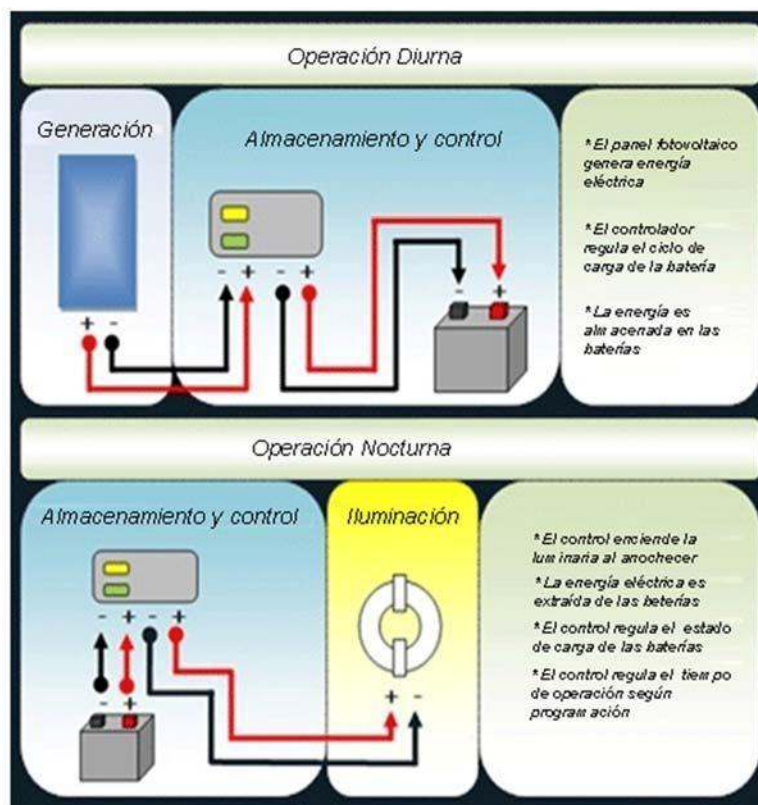 Operación Diurna
Generación
Almacenamiento y control
* El panel fotovoltaico
genera energía
eléctrica
* El controlador
regula el ciclo de
carga de la batería
* La energía es
almacenada en las
baterías
- + - +
- +
+ -
Operación Nocturna
Almacenamiento y control
Iluminación
* El control enciende la
luminaria al anochecer
* La energía eléctrica es
extraída de las beterías
* El control regula el estado
de carga de las baterías
* El control regula el tiempo
de operación según
programación
- + - +
- +
+ -